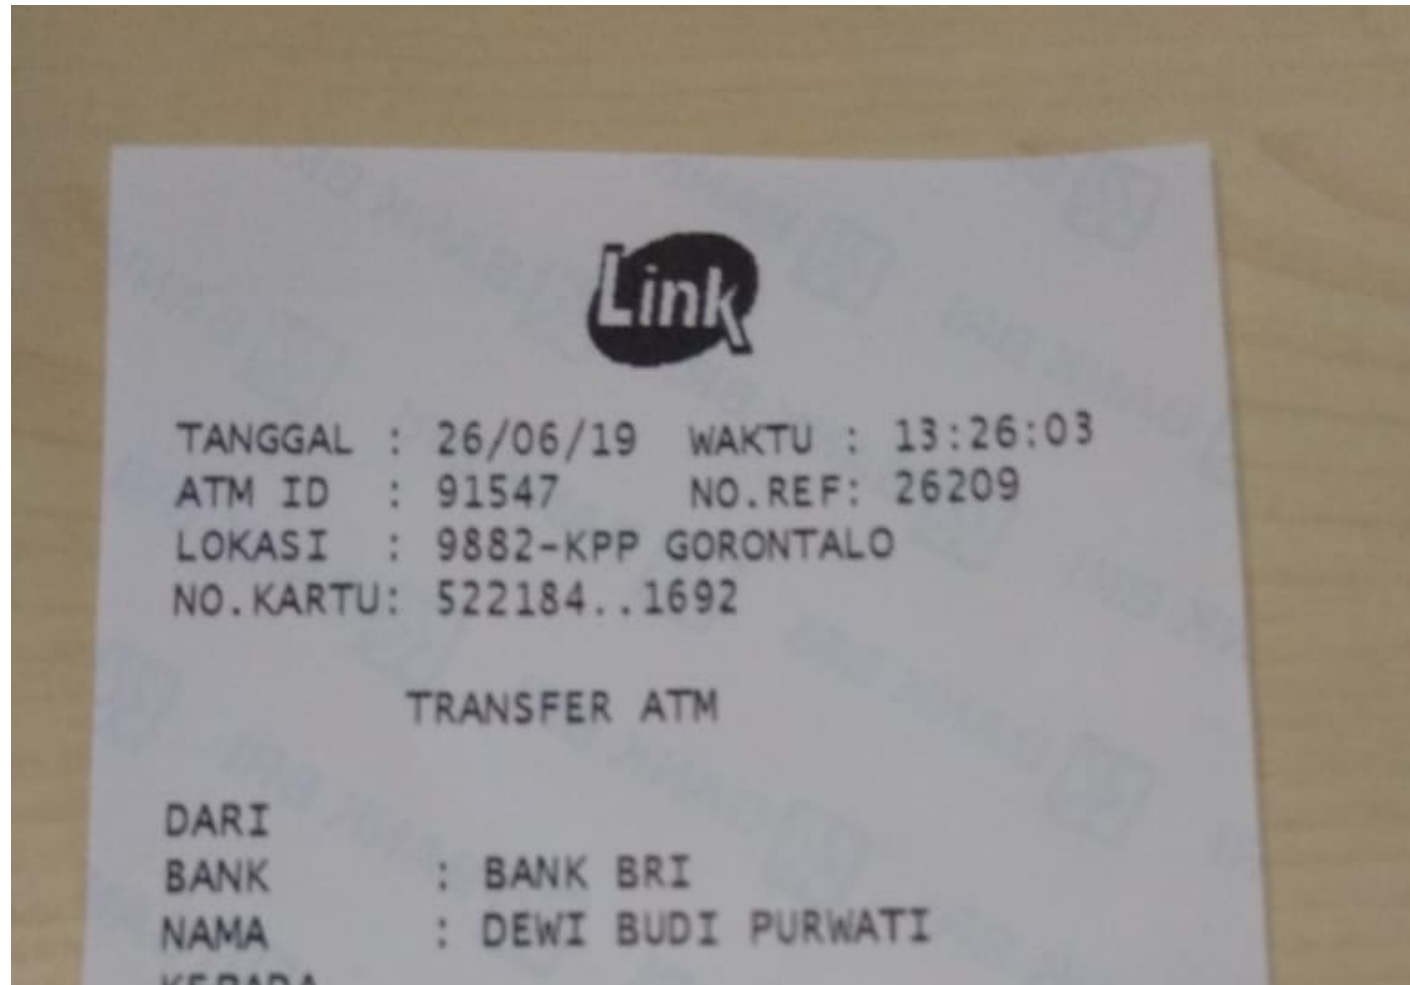 Link
TANGGAL : 26/06/19 WAKTU : 13:26:03
ATM ID : 91547 NO.REF: 26209
LOKASI : 9882-KPP GORONTALO
NO.KARTU: 522184..1692
TRANSFER ATM
DARI
BANK : BANK BRI
NAMA : DEWI BUDI PURWATI
KEPADA